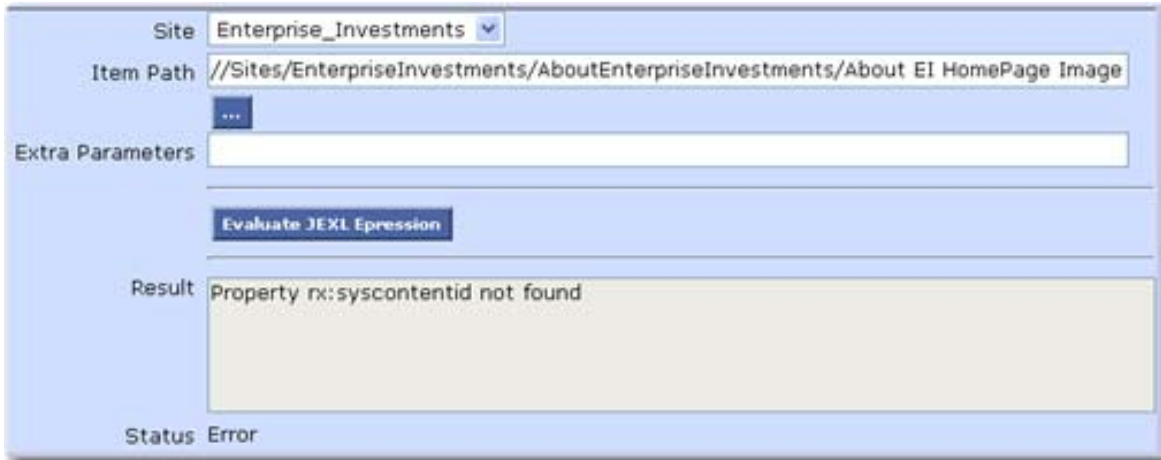 Site Enterprise_Investments
Item Path //Sites/EnterpriseInvestments/AboutEnterpriseInvestments/About EI HomePage Image
...
Extra Parameters
Evaluate JEXL Epression
Result Property rx:syscontentid not found
Status Error